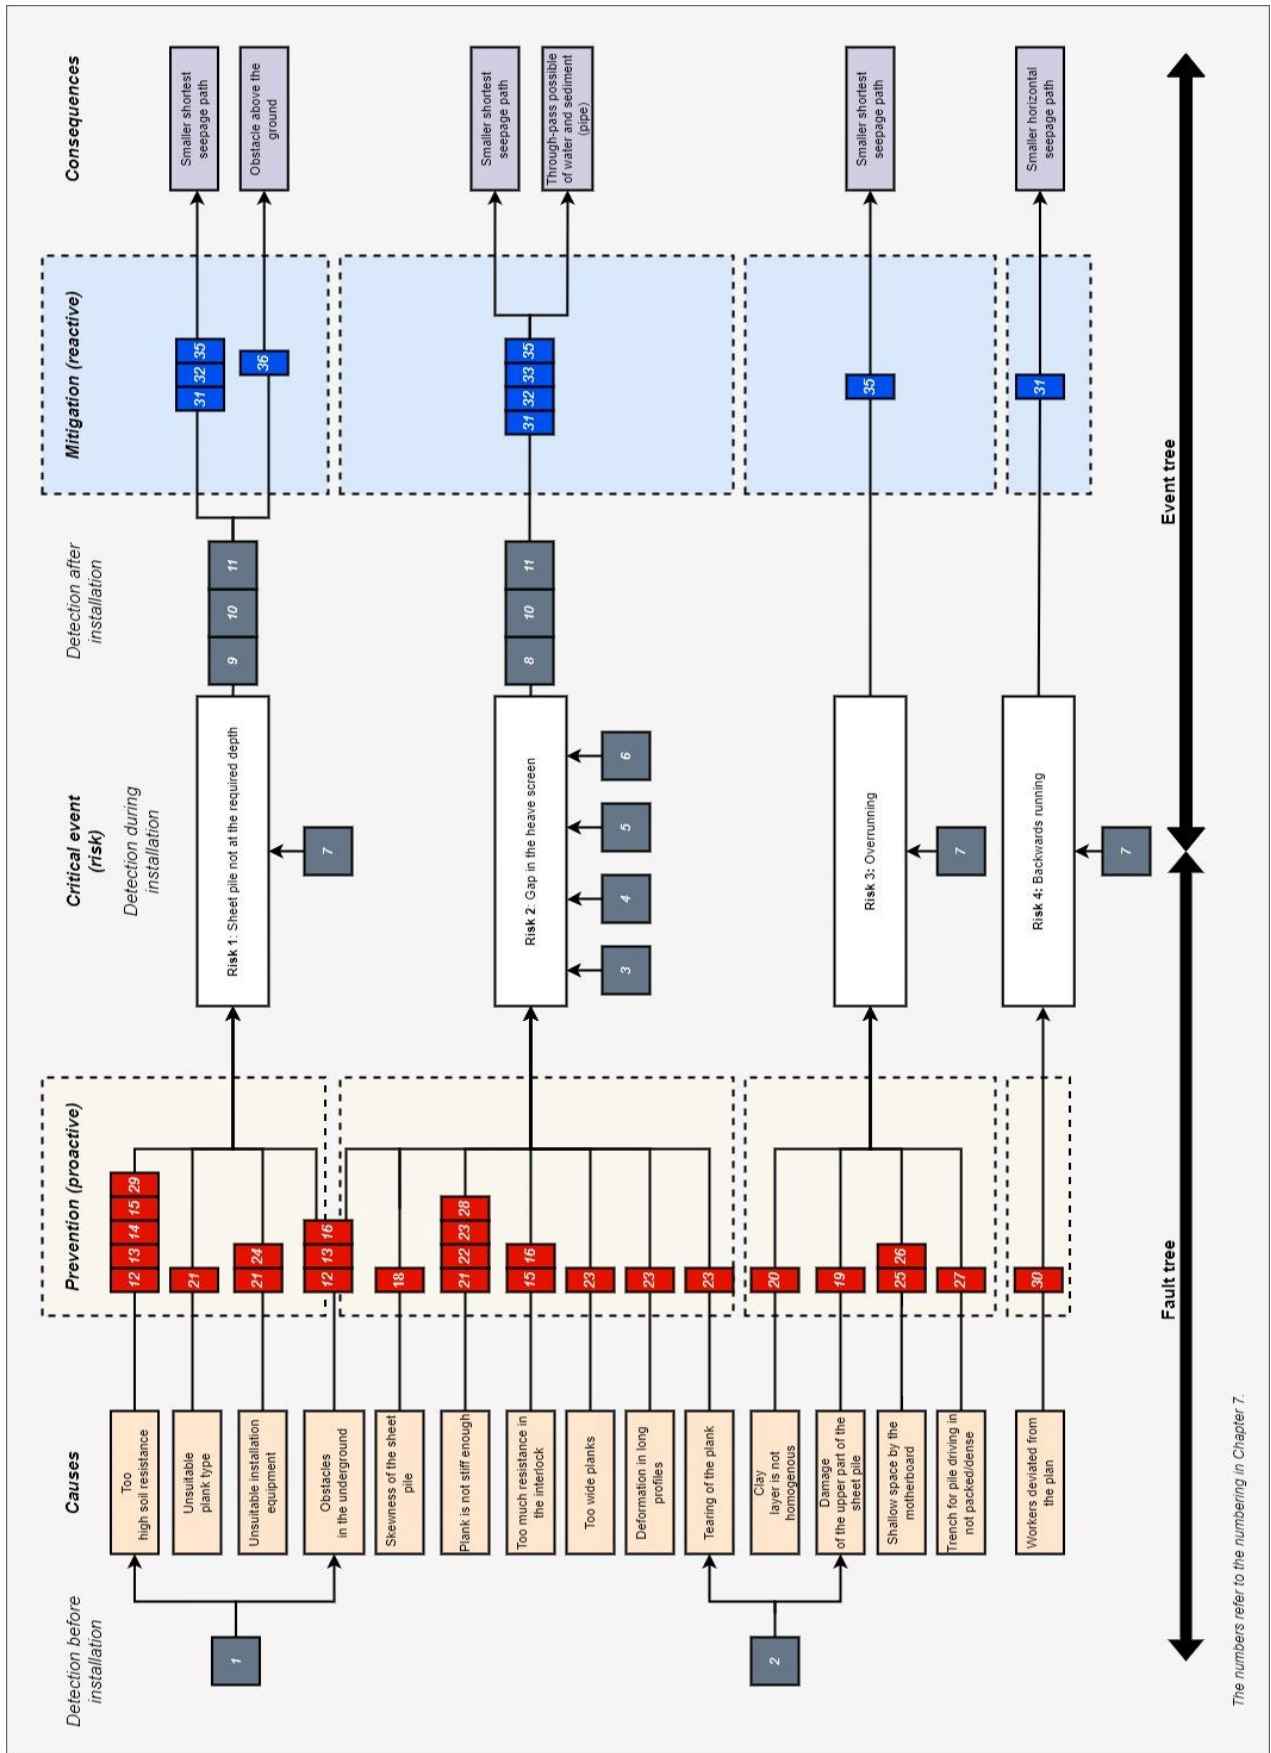 Detection before
installation
Causes
Prevention (proactive)
Critical event
(risk)
Detection during
installation
Detection after
installation
Mitigation (reactive)
Consequences
1
Too
high soil resistance
12 13 14 15 29
Unsuitable
plank type
21
Unsuitable installation
equipment
21 24
Obstacles
in the underground
12 13 16
Risk 1: Sheet pile not at the required depth
7
9 10 11
31 32 35
36
Smaller shortest
seepage path
Obstacle above the
ground
Skewness of the sheet
pile
18
Plank is not stiff enough
21 22 23 28
Too much resistance in
the interlock
15 16
Too wide planks
23
Deformation in long
profiles
23
Tearing of the plank
23
Risk 2: Gap in the heave screen
3 4 5 6
8 10 11
31 32 33 35
Smaller shortest
seepage path
Through-pass possible
of water and sediment
(pipe)
2
Clay
layer is not
homogenous
20
Damage
of the upper part of the
sheet pile
19
Shallow space by the
motherboard
25 26
Trench for pile driving in
not packed/dense
27
Risk 3: Overrunning
7
35
Smaller shortest
seepage path
Workers deviated from
the plan
30
Risk 4: Backwards running
7
31
Smaller horizontal
seepage path
Fault tree
Event tree
The numbers refer to the numbering in Chapter 7.